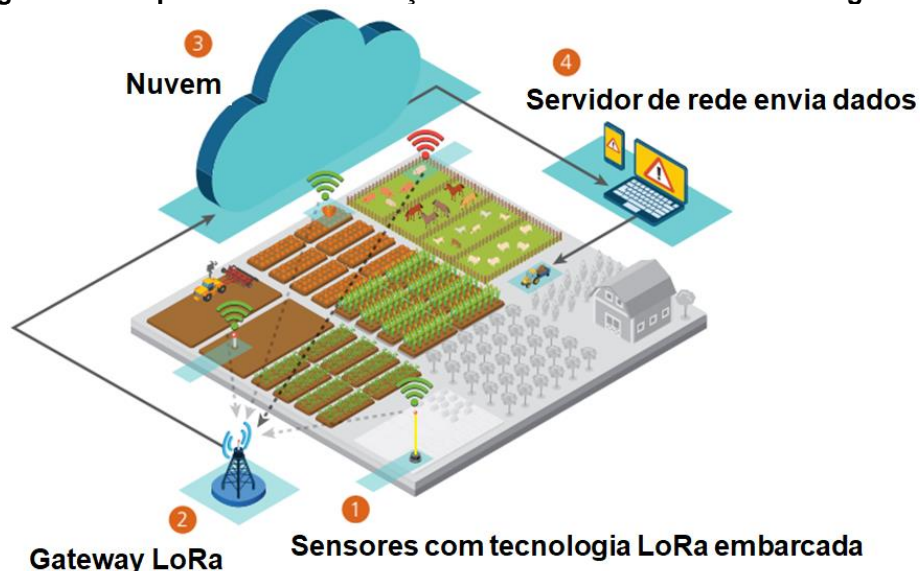 3
Nuvem
4
Servidor de rede envia dados
1
Sensores com tecnologia LoRa embarcada
2
Gateway LoRa